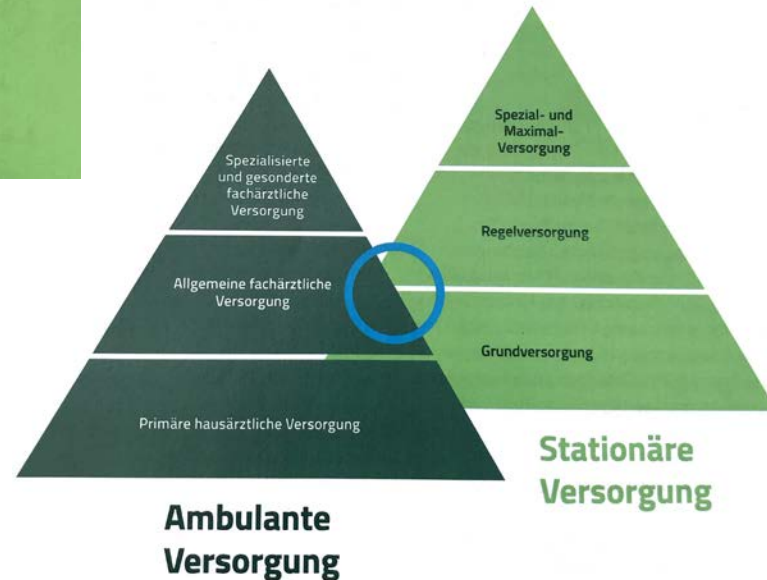 Spezialisierte
und gesonderte
fachärztliche
Versorgung
Allgemeine fachärztliche
Versorgung
Primäre hausärztliche Versorgung
Ambulante
Versorgung
Spezial- und
Maximal-
Versorgung
Regelversorgung
Grundversorgung
Stationäre
Versorgung